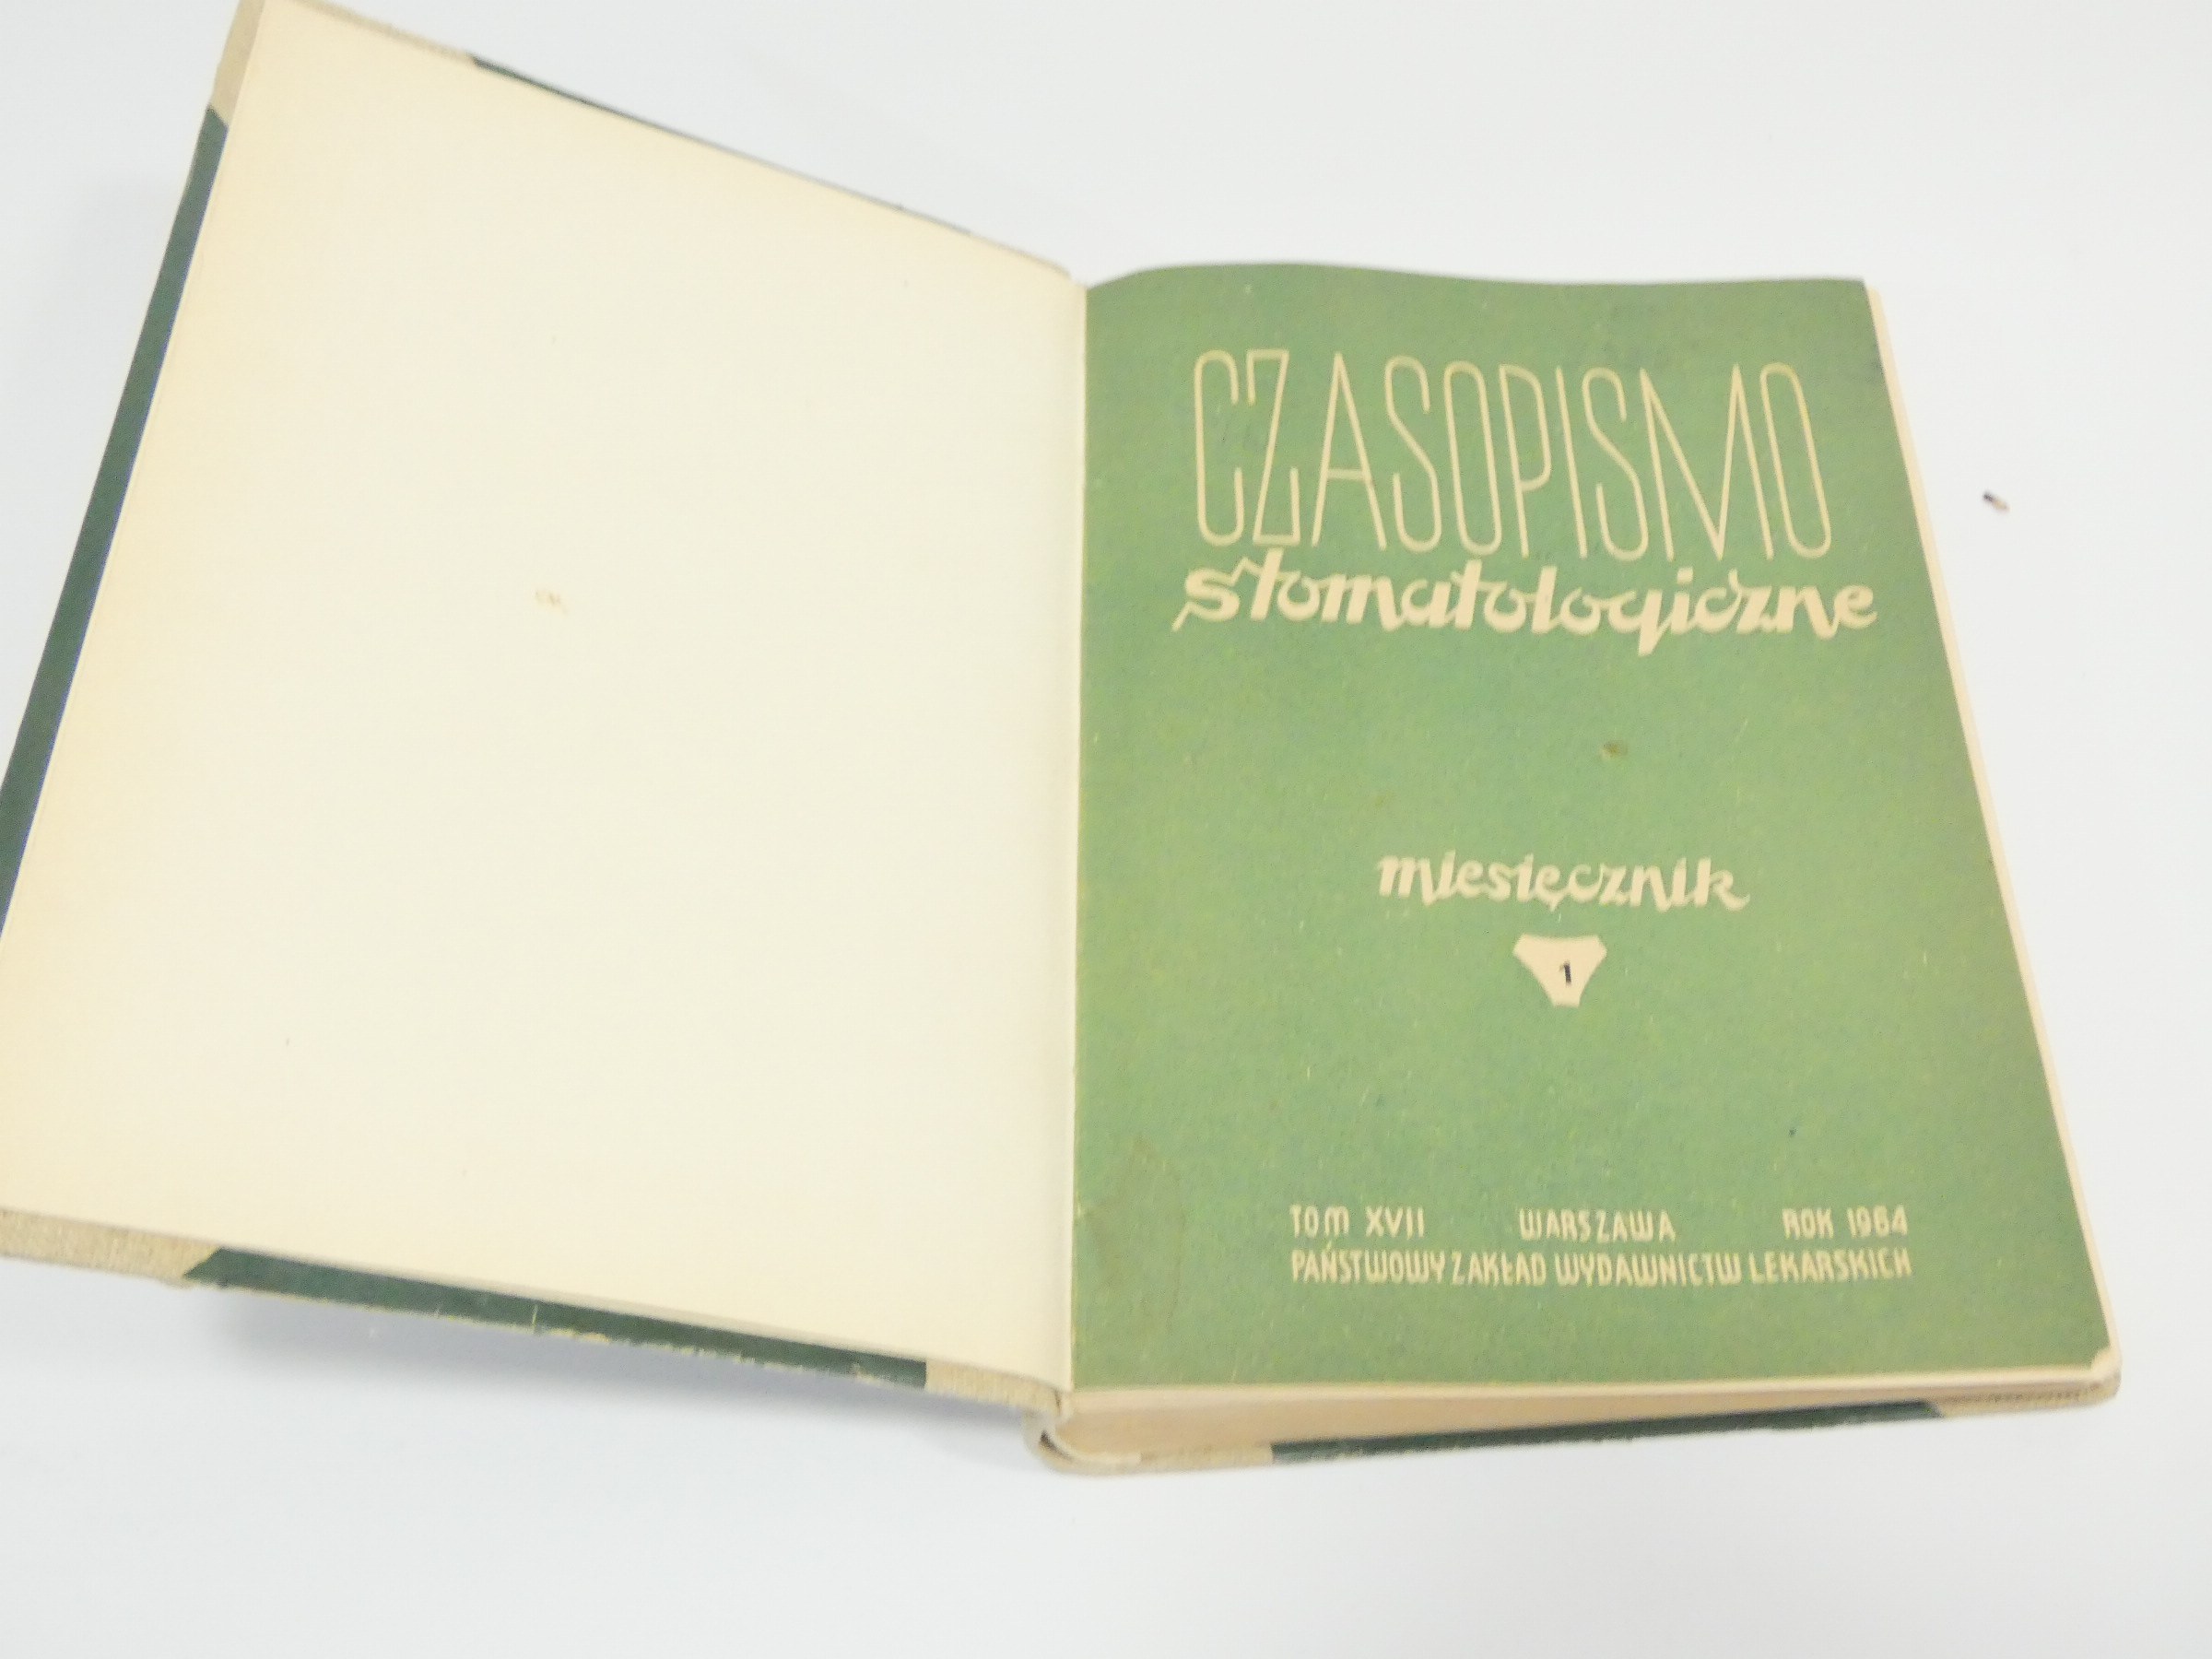 CZASOPISMO
stomatologiczne
miesięcznik
1
TOM XVII WARSZAWA ROK 1964
PAŃSTWOWY ZAKŁAD WYDAWNICTW LEKARSKICH